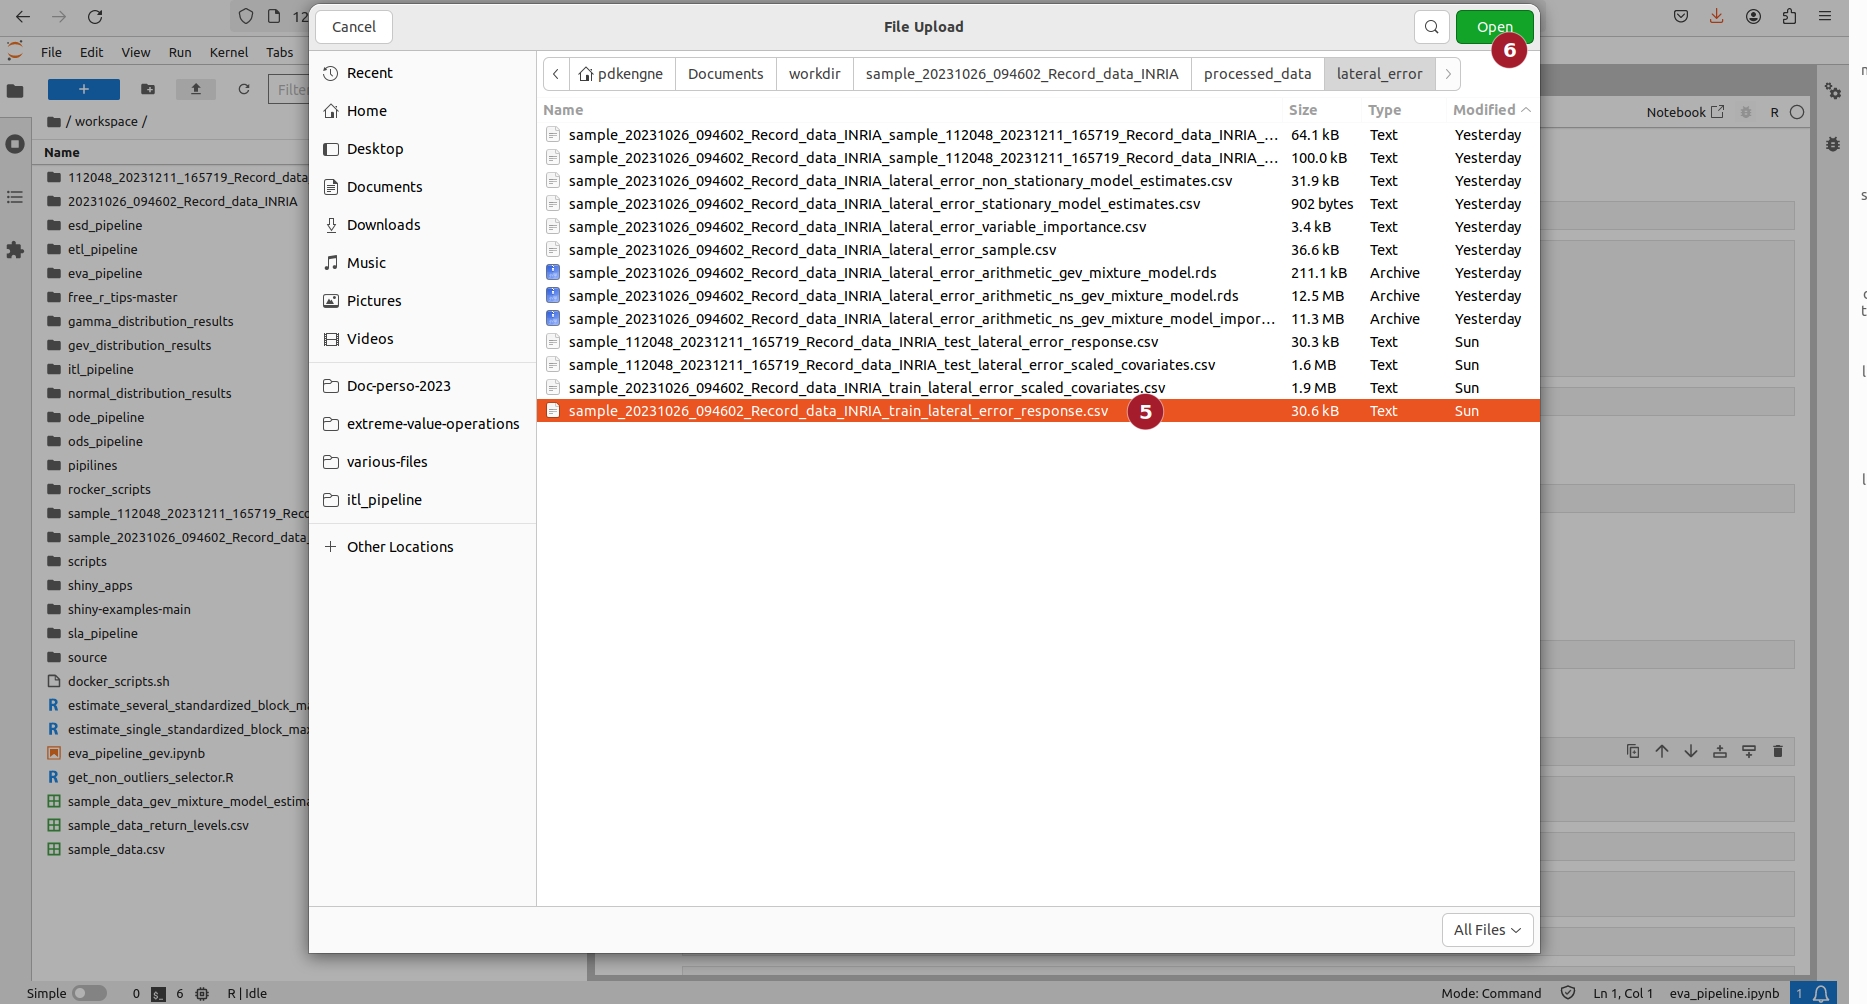 12
Cancel
File Upload
Open
6
File Edit View Run Kernel Tabs
Recent
Home
Desktop
Documents
Downloads
Music
Pictures
Videos
Doc-perso-2023
extreme-value-operations
various-files
itl_pipeline
Other Locations
pdkengne Documents workdir sample_20231026_094602_Record_data_INRIA processed_data lateral_error
Name Size Type Modified
sample_20231026_094602_Record_data_INRIA_sample_112048_20231211_165719_Record_data_INRIA_... 64.1 kB Text Yesterday
sample_20231026_094602_Record_data_INRIA_sample_112048_20231211_165719_Record_data_INRIA_... 100.0 kB Text Yesterday
sample_20231026_094602_Record_data_INRIA_lateral_error_non_stationary_model_estimates.csv 31.9 kB Text Yesterday
sample_20231026_094602_Record_data_INRIA_lateral_error_stationary_model_estimates.csv 902 bytes Text Yesterday
sample_20231026_094602_Record_data_INRIA_lateral_error_variable_importance.csv 3.4 kB Text Yesterday
sample_20231026_094602_Record_data_INRIA_lateral_error_sample.csv 36.6 kB Text Yesterday
sample_20231026_094602_Record_data_INRIA_lateral_error_arithmetic_gev_mixture_model.rds 211.1 kB Archive Yesterday
sample_20231026_094602_Record_data_INRIA_lateral_error_arithmetic_ns_gev_mixture_model.rds 12.5 MB Archive Yesterday
sample_20231026_094602_Record_data_INRIA_lateral_error_arithmetic_ns_gev_mixture_model_impor... 11.3 MB Archive Yesterday
sample_112048_20231211_165719_Record_data_INRIA_test_lateral_error_response.csv 30.3 kB Text Sun
sample_112048_20231211_165719_Record_data_INRIA_test_lateral_error_scaled_covariates.csv 1.6 MB Text Sun
sample_20231026_094602_Record_data_INRIA_train_lateral_error_scaled_covariates.csv 1.9 MB Text Sun
sample_20231026_094602_Record_data_INRIA_train_lateral_error_response.csv 5 30.6 kB Text Sun
All Files
Filte
/ workspace /
Name
112048_20231211_165719_Record_data
20231026_094602_Record_data_INRIA
esd_pipeline
etl_pipeline
eva_pipeline
free_r_tips-master
gamma_distribution_results
gev_distribution_results
itl_pipeline
normal_distribution_results
ode_pipeline
ods_pipeline
pipilines
rocker_scripts
sample_112048_20231211_165719_Reco
sample_20231026_094602_Record_data_
scripts
shiny_apps
shiny-examples-main
sla_pipeline
source
docker_scripts.sh
estimate_several_standardized_block_ma
estimate_single_standardized_block_max
eva_pipeline_gev.ipynb
get_non_outliers_selector.R
sample_data_gev_mixture_model_estima
sample_data_return_levels.csv
sample_data.csv
Notebook R
Simple 0 6 R | Idle
Mode: Command Ln 1, Col 1 eva_pipeline.ipynb 1